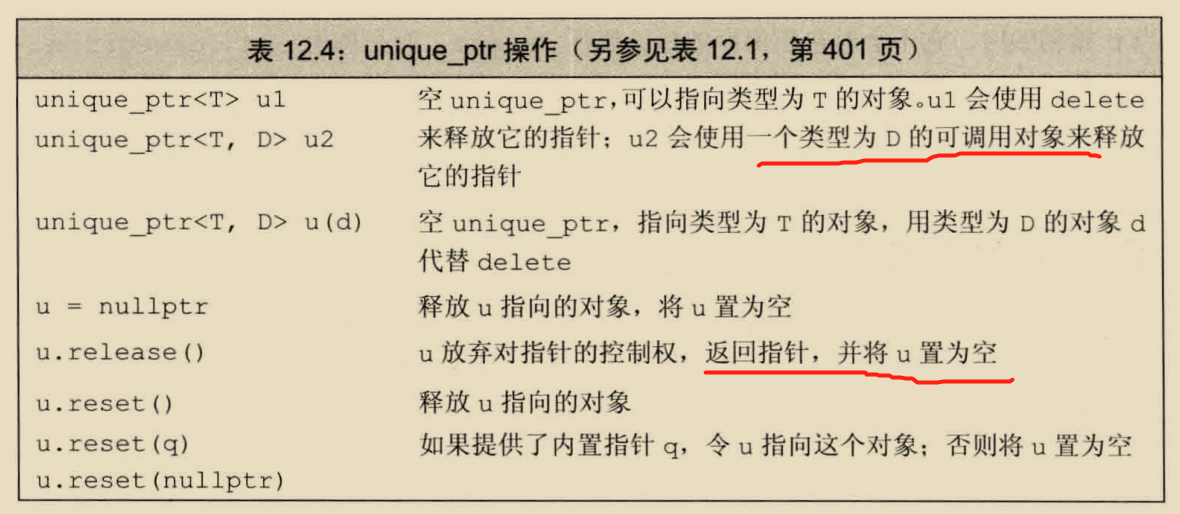 表 12.4：unique_ptr 操作（另参见表 12.1，第 401 页）
unique_ptr<T> u1 空 unique_ptr，可以指向类型为 T 的对象。u1 会使用 delete
unique_ptr<T, D> u2 来释放它的指针；u2 会使用一个类型为 D 的可调用对象来释放
它的指针
unique_ptr<T, D> u(d) 空 unique_ptr，指向类型为 T 的对象，用类型为 D 的对象 d
代替 delete
u = nullptr 释放 u 指向的对象，将 u 置为空
u.release() u 放弃对指针的控制权，返回指针，并将 u 置为空
u.reset() 释放 u 指向的对象
u.reset(q) 如果提供了内置指针 q，令 u 指向这个对象；否则将 u 置为空
u.reset(nullptr)